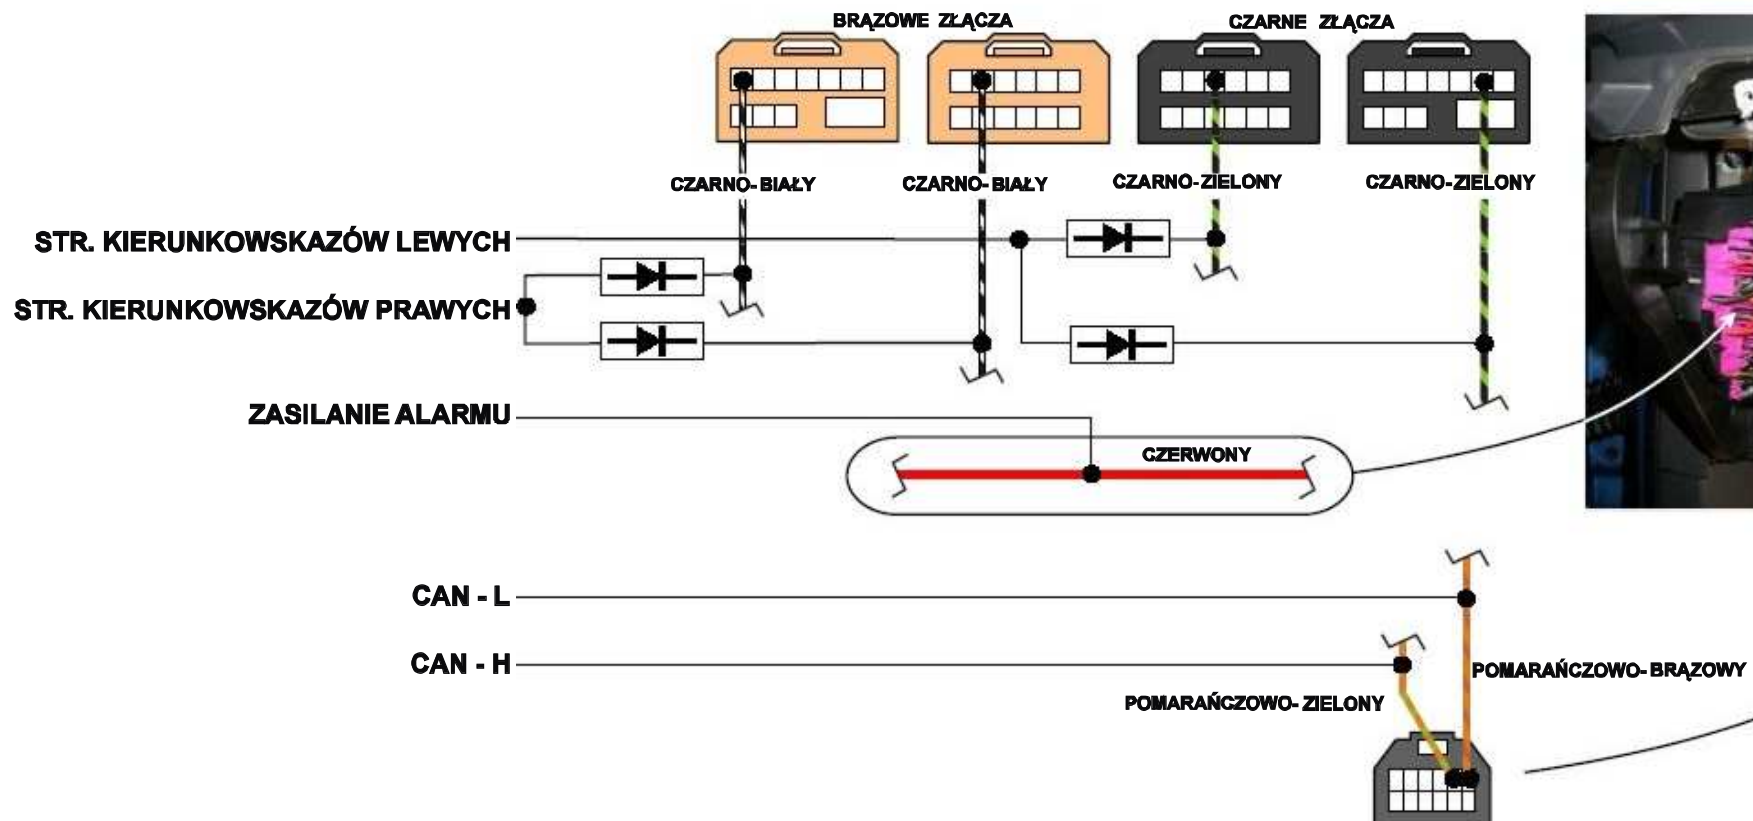 BRĄZOWE ZŁĄCZA
CZARNE ZŁĄCZA
CZARNO-BIAŁY
CZARNO-BIAŁY
CZARNO-ZIELONY
CZARNO-ZIELONY
STR. KIERUNKOWSKAZÓW LEWYCH
STR. KIERUNKOWSKAZÓW PRAWYCH
ZASILANIE ALARMU
CZERWONY
CAN - L
CAN - H
POMARAŃCZOWO-BRĄZOWY
POMARAŃCZOWO-ZIELONY